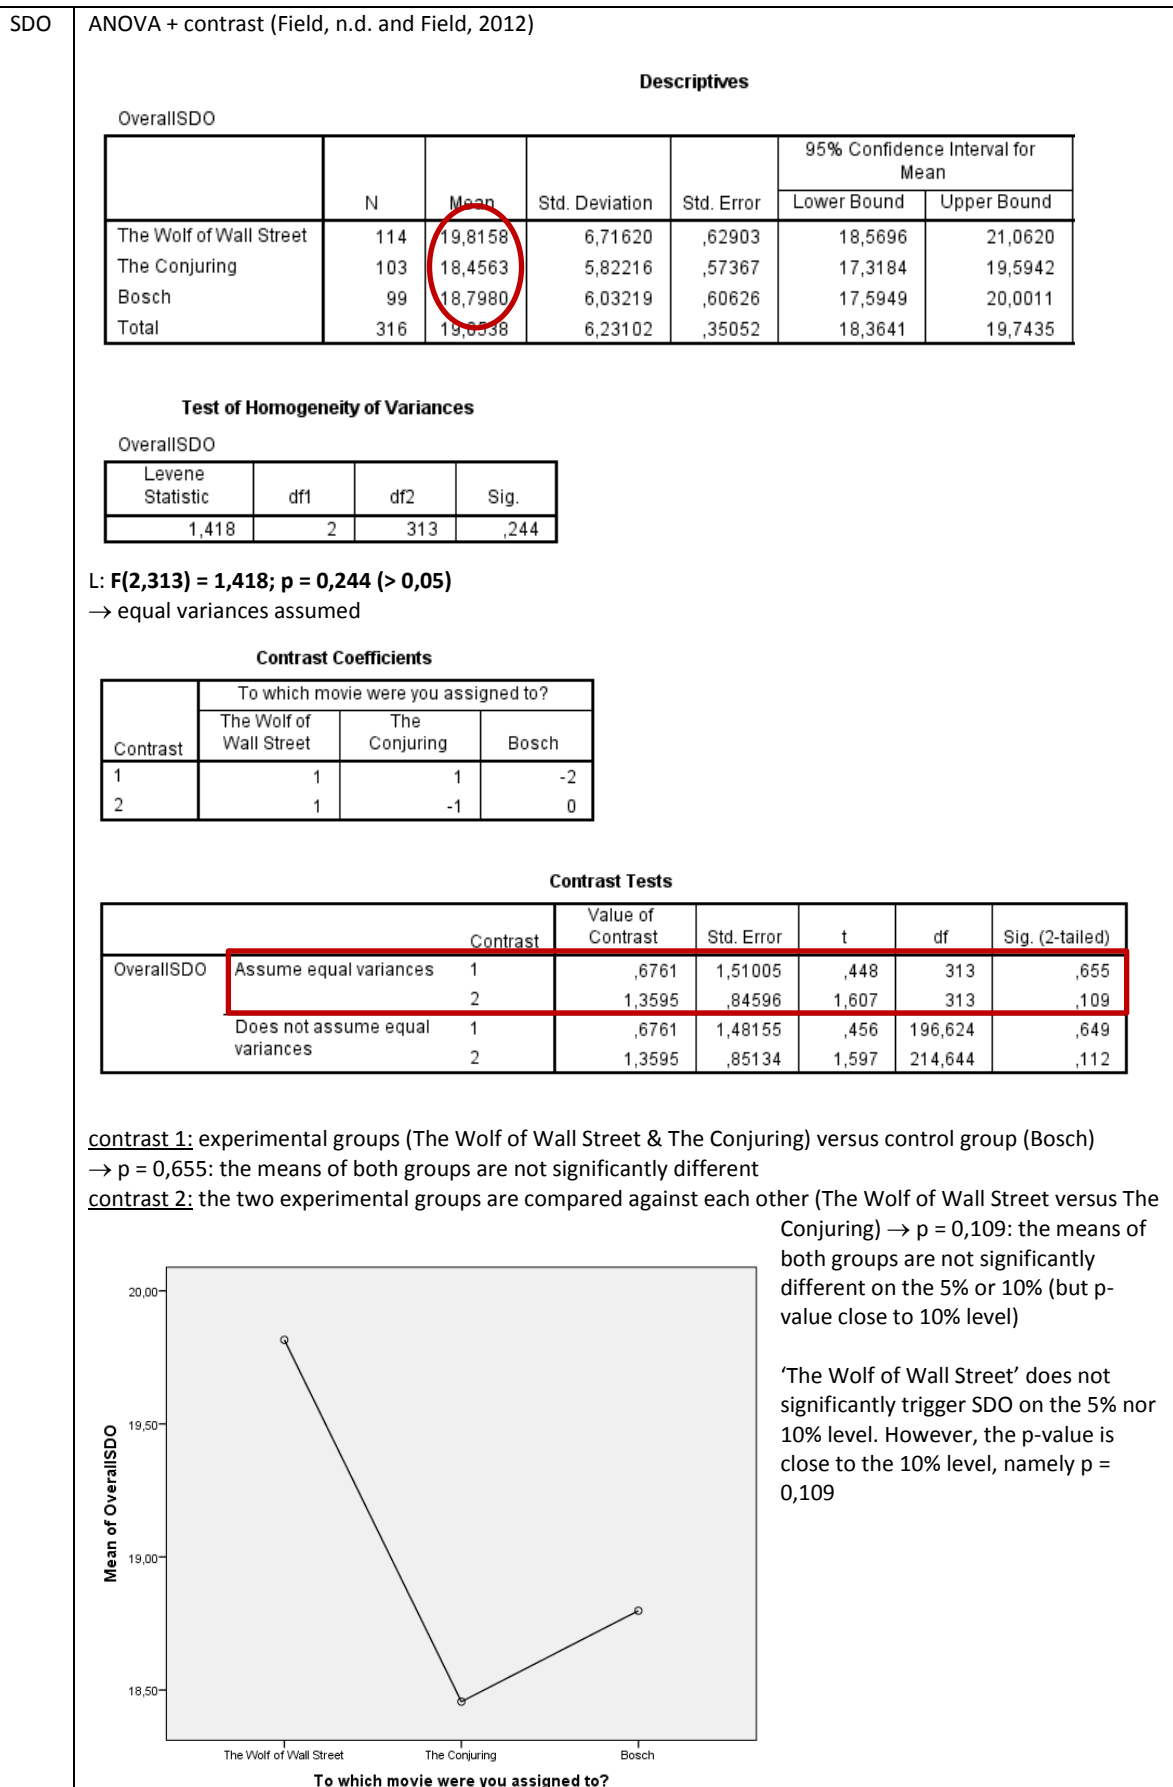 SDO ANOVA + contrast (Field, n.d. and Field, 2012)
Descriptives
OverallSDO
95% Confidence Interval for
Mean
N Mean Std. Deviation Std. Error Lower Bound Upper Bound
The Wolf of Wall Street 114 19,8158 6,71620 ,62903 18,5696 21,0620
The Conjuring 103 18,4563 5,82216 ,57367 17,3184 19,5942
Bosch 99 18,7980 6,03219 ,60626 17,5949 20,0011
Total 316 19,0538 6,23102 ,35052 18,3641 19,7435
Test of Homogeneity of Variances
OverallSDO
Levene
Statistic df1 df2 Sig.
1,418 2 313 ,244
L: F(2,313) = 1,418; p = 0,244 (> 0,05)
→ equal variances assumed
Contrast Coefficients
To which movie were you assigned to?
Contrast The Wolf of Wall Street The Conjuring Bosch
1 1 1 -2
2 1 -1 0
Contrast Tests
Contrast Value of Contrast Std. Error t df Sig. (2-tailed)
OverallSDO Assume equal variances 1 ,6761 1,51005 ,448 313 ,655
2 1,3595 ,84596 1,607 313 ,109
Does not assume equal variances 1 ,6761 1,48155 ,456 196,624 ,649
2 1,3595 ,85134 1,597 214,644 ,112
contrast 1: experimental groups (The Wolf of Wall Street & The Conjuring) versus control group (Bosch)
→ p = 0,655: the means of both groups are not significantly different
contrast 2: the two experimental groups are compared against each other (The Wolf of Wall Street versus The
Conjuring) → p = 0,109: the means of
both groups are not significantly
different on the 5% or 10% (but p-
value close to 10% level)
‘The Wolf of Wall Street’ does not
significantly trigger SDO on the 5% nor
10% level. However, the p-value is
close to the 10% level, namely p =
0,109
Mean of OverallSDO
20,00
19,50
19,00
18,50
The Wolf of Wall Street The Conjuring Bosch
To which movie were you assigned to?